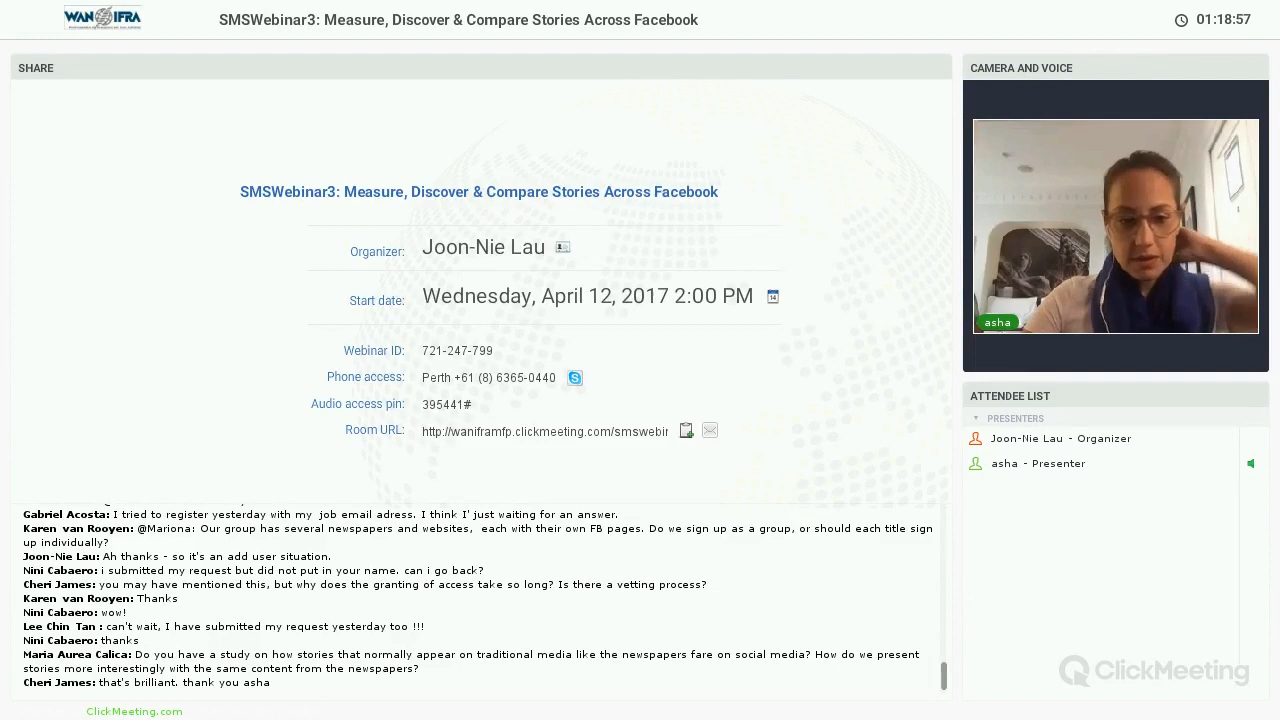 WAN IFRA
SMSWebinar3: Measure, Discover & Compare Stories Across Facebook
01:18:57
SHARE
SMSWebinar3: Measure, Discover & Compare Stories Across Facebook
Organizer: Joon-Nie Lau
Start date: Wednesday, April 12, 2017 2:00 PM
14
Webinar ID: 721-247-799
Phone access: Perth +61 (8) 6365-0440
Audio access pin: 395441#
Room URL: http://waniframfp.clickmeeting.com/smswebir
Gabriel Acosta: I tried to register yesterday with my job email adress. I think I' just waiting for an answer.
Karen van Rooyen: @Mariona: Our group has several newspapers and websites, each with their own FB pages. Do we sign up as a group, or should each title sign
up individually?
Joon-Nie Lau: Ah thanks - so it's an add user situation.
Nini Cabaero: i submitted my request but did not put in your name. can i go back?
Cheri James: you may have mentioned this, but why does the granting of access take so long? Is there a vetting process?
Karen van Rooyen: Thanks
Nini Cabaero: wow!
Lee Chin Tan : can't wait, I have submitted my request yesterday too !!!
Nini Cabaero: thanks
Maria Aurea Calica: Do you have a study on how stories that normally appear on traditional media like the newspapers fare on social media? How do we present
stories more interestingly with the same content from the newspapers?
Cheri James: that's brilliant. thank you asha
ClickMeeting.com
CAMERA AND VOICE
asha
ATTENDEE LIST
PRESENTERS
Joon-Nie Lau - Organizer
asha - Presenter
ClickMeeting